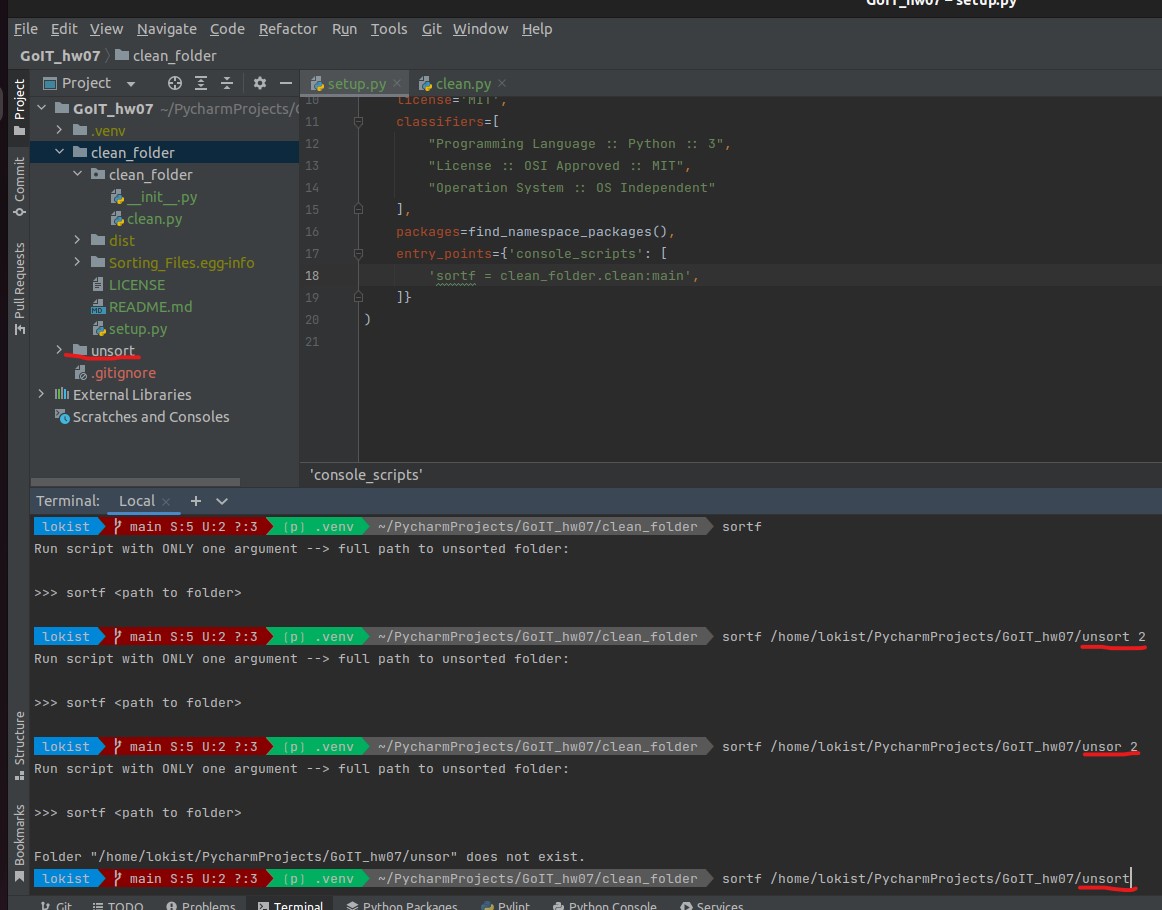 GoIT_hw07 – setup.py
File Edit View Navigate Code Refactor Run Tools Git Window Help
GoIT_hw07 clean_folder
Project
setup.py
clean.py
Project
Commit
Pull Requests
Structure
Bookmarks
GoIT_hw07 ~/PycharmProjects/
.venv
clean_folder
clean_folder
__init__.py
clean.py
dist
Sorting_Files.egg-info
LICENSE
README.md
setup.py
unsort
.gitignore
External Libraries
Scratches and Consoles
10 license='MIT',
11 classifiers=[
12 "Programming Language :: Python :: 3",
13 "License :: OSI Approved :: MIT",
14 "Operation System :: OS Independent"
15 ],
16 packages=find_namespace_packages(),
17 entry_points={'console_scripts': [
18 'sortf = clean_folder.clean:main',
19 ]}
20 )
21
'console_scripts'
Terminal: Local
lokist main S:5 U:2 ?:3 (p) .venv ~/PycharmProjects/GoIT_hw07/clean_folder sortf
Run script with ONLY one argument --> full path to unsorted folder:
>>> sortf <path to folder>
lokist main S:5 U:2 ?:3 (p) .venv ~/PycharmProjects/GoIT_hw07/clean_folder sortf /home/lokist/PycharmProjects/GoIT_hw07/unsort 2
Run script with ONLY one argument --> full path to unsorted folder:
>>> sortf <path to folder>
lokist main S:5 U:2 ?:3 (p) .venv ~/PycharmProjects/GoIT_hw07/clean_folder sortf /home/lokist/PycharmProjects/GoIT_hw07/unsor 2
Run script with ONLY one argument --> full path to unsorted folder:
>>> sortf <path to folder>
Folder "/home/lokist/PycharmProjects/GoIT_hw07/unsor" does not exist.
lokist main S:5 U:2 ?:3 (p) .venv ~/PycharmProjects/GoIT_hw07/clean_folder sortf /home/lokist/PycharmProjects/GoIT_hw07/unsort
Git TODO Problems Terminal Python Packages Pylint Python Console Services